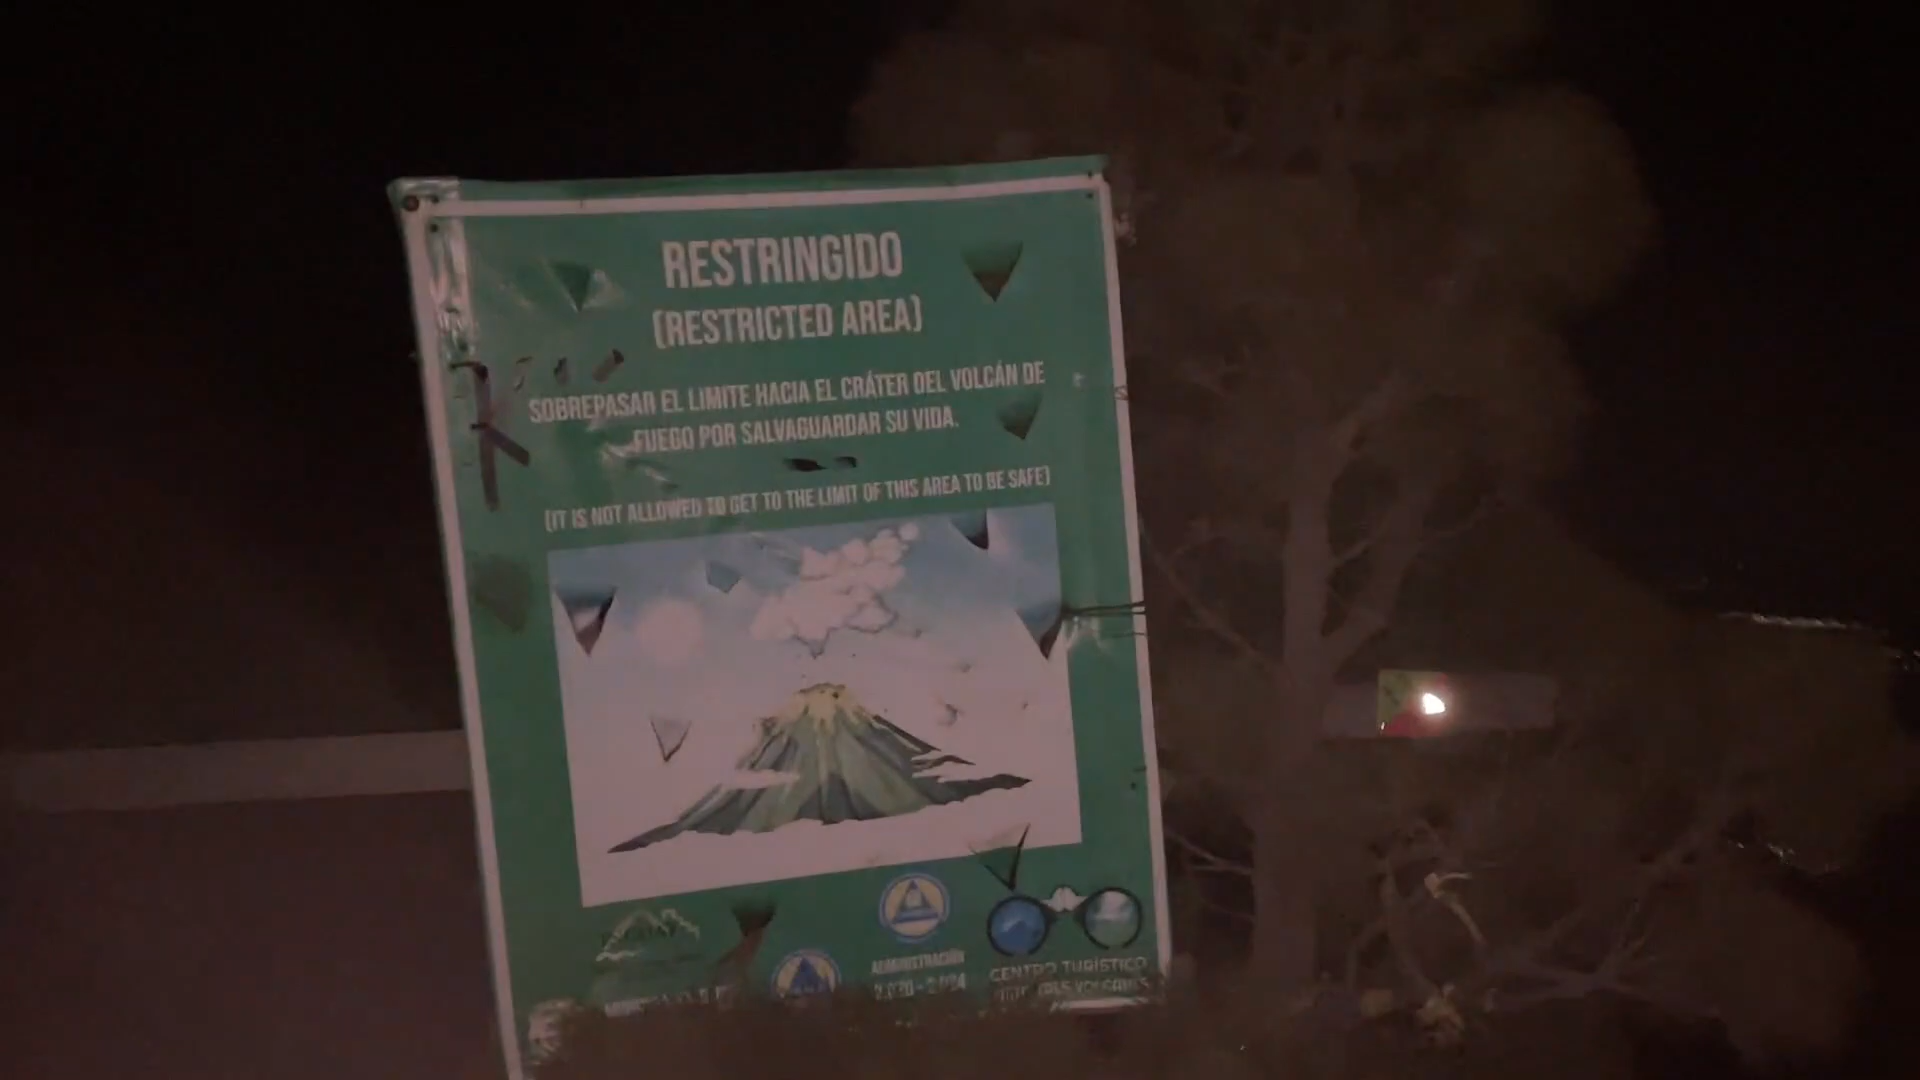 RESTRINGIDO
(RESTRICTED AREA)
SOBREPASAR EL LIMITE HACIA EL CRÁTER DEL VOLCÁN DE
FUEGO POR SALVAGUARDAR SU VIDA.
(IT IS NOT ALLOWED TO GET TO THE LIMIT OF THIS AREA TO BE SAFE)
ADMINISTRACIÓN
2,020-2,024
CENTRO TURÍSTICO
TRES VOLCANES